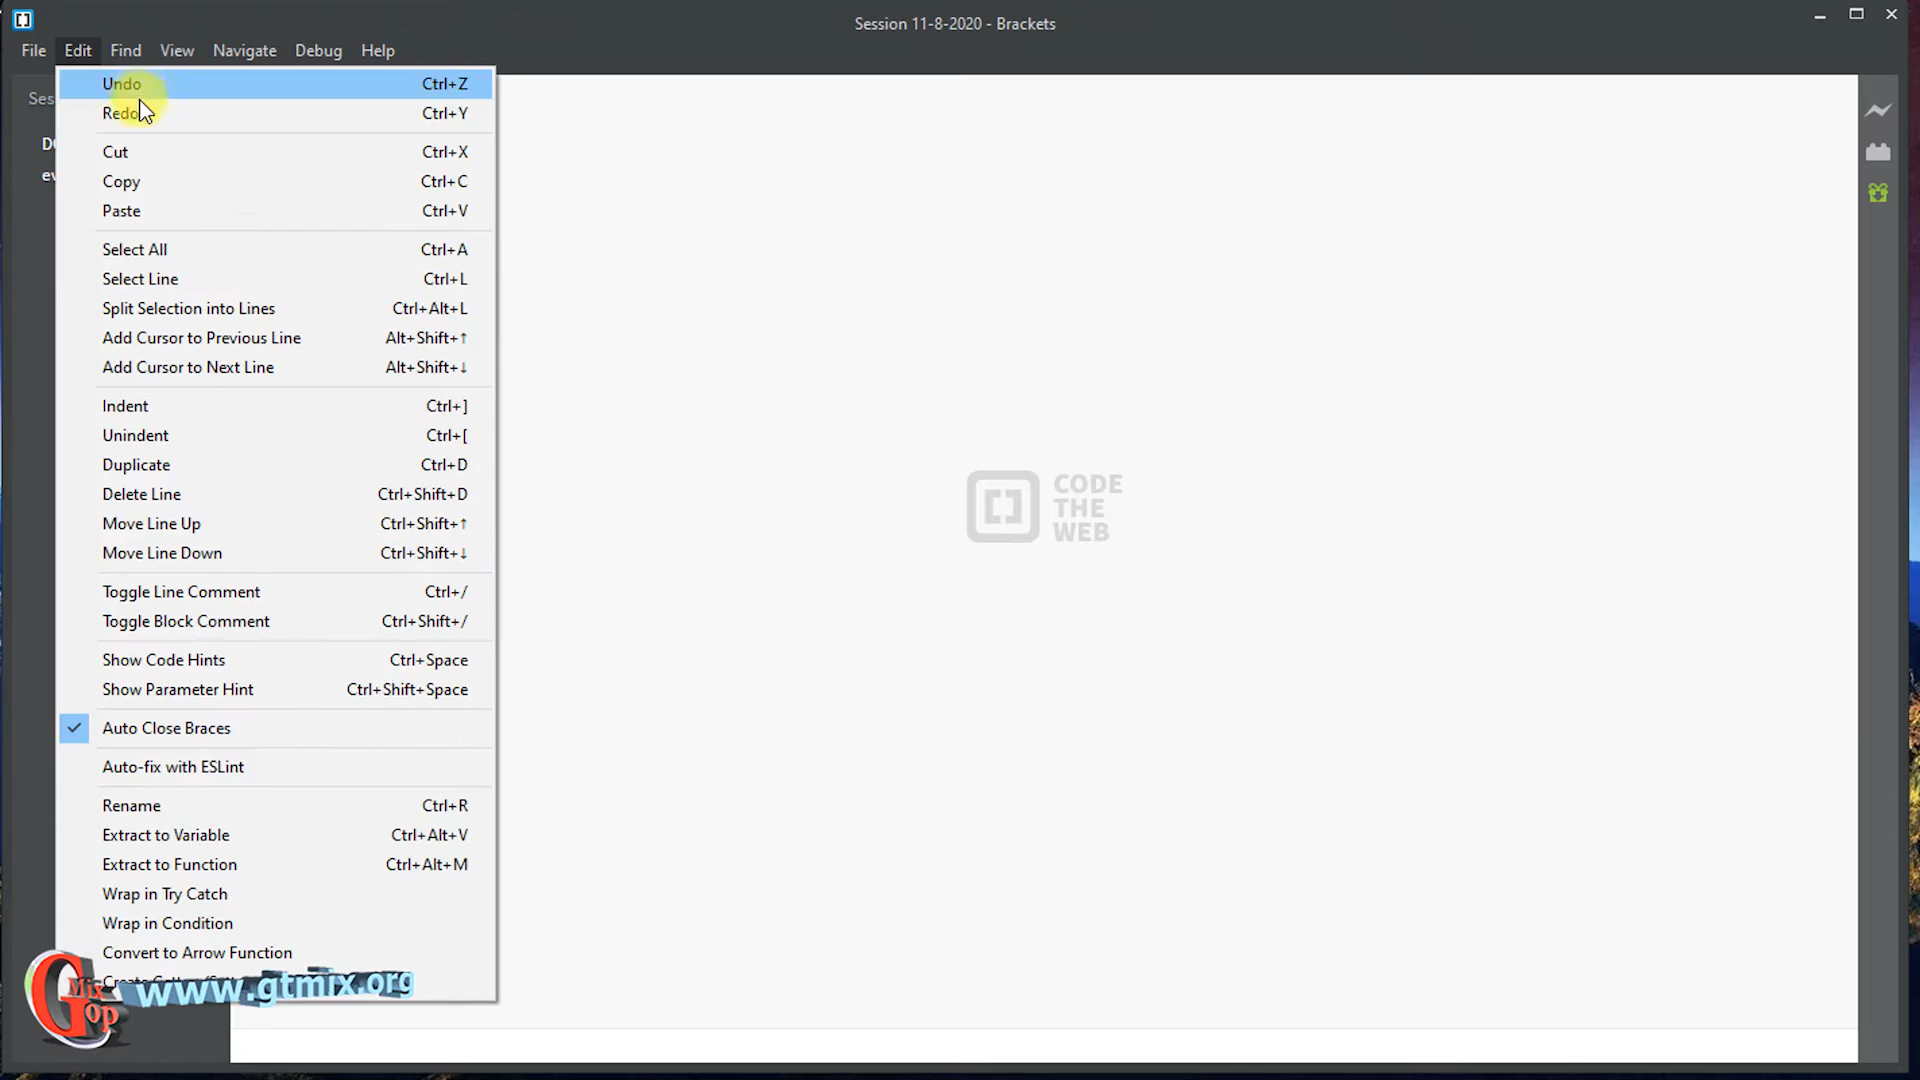 Session 11-8-2020 - Brackets
File Edit Find View Navigate Debug Help
Ses
Undo Ctrl+Z
Redo Ctrl+Y
Cut Ctrl+X
Copy Ctrl+C
Paste Ctrl+V
Select All Ctrl+A
Select Line Ctrl+L
Split Selection into Lines Ctrl+Alt+L
Add Cursor to Previous Line Alt+Shift+↑
Add Cursor to Next Line Alt+Shift+↓
Indent Ctrl+]
Unindent Ctrl+[
Duplicate Ctrl+D
Delete Line Ctrl+Shift+D
Move Line Up Ctrl+Shift+↑
Move Line Down Ctrl+Shift+↓
Toggle Line Comment Ctrl+/
Toggle Block Comment Ctrl+Shift+/
Show Code Hints Ctrl+Space
Show Parameter Hint Ctrl+Shift+Space
Auto Close Braces
Auto-fix with ESLint
Rename Ctrl+R
Extract to Variable Ctrl+Alt+V
Extract to Function Ctrl+Alt+M
Wrap in Try Catch
Wrap in Condition
Convert to Arrow Function
CODE
THE
WEB
G Mix op
www.gtmix.org